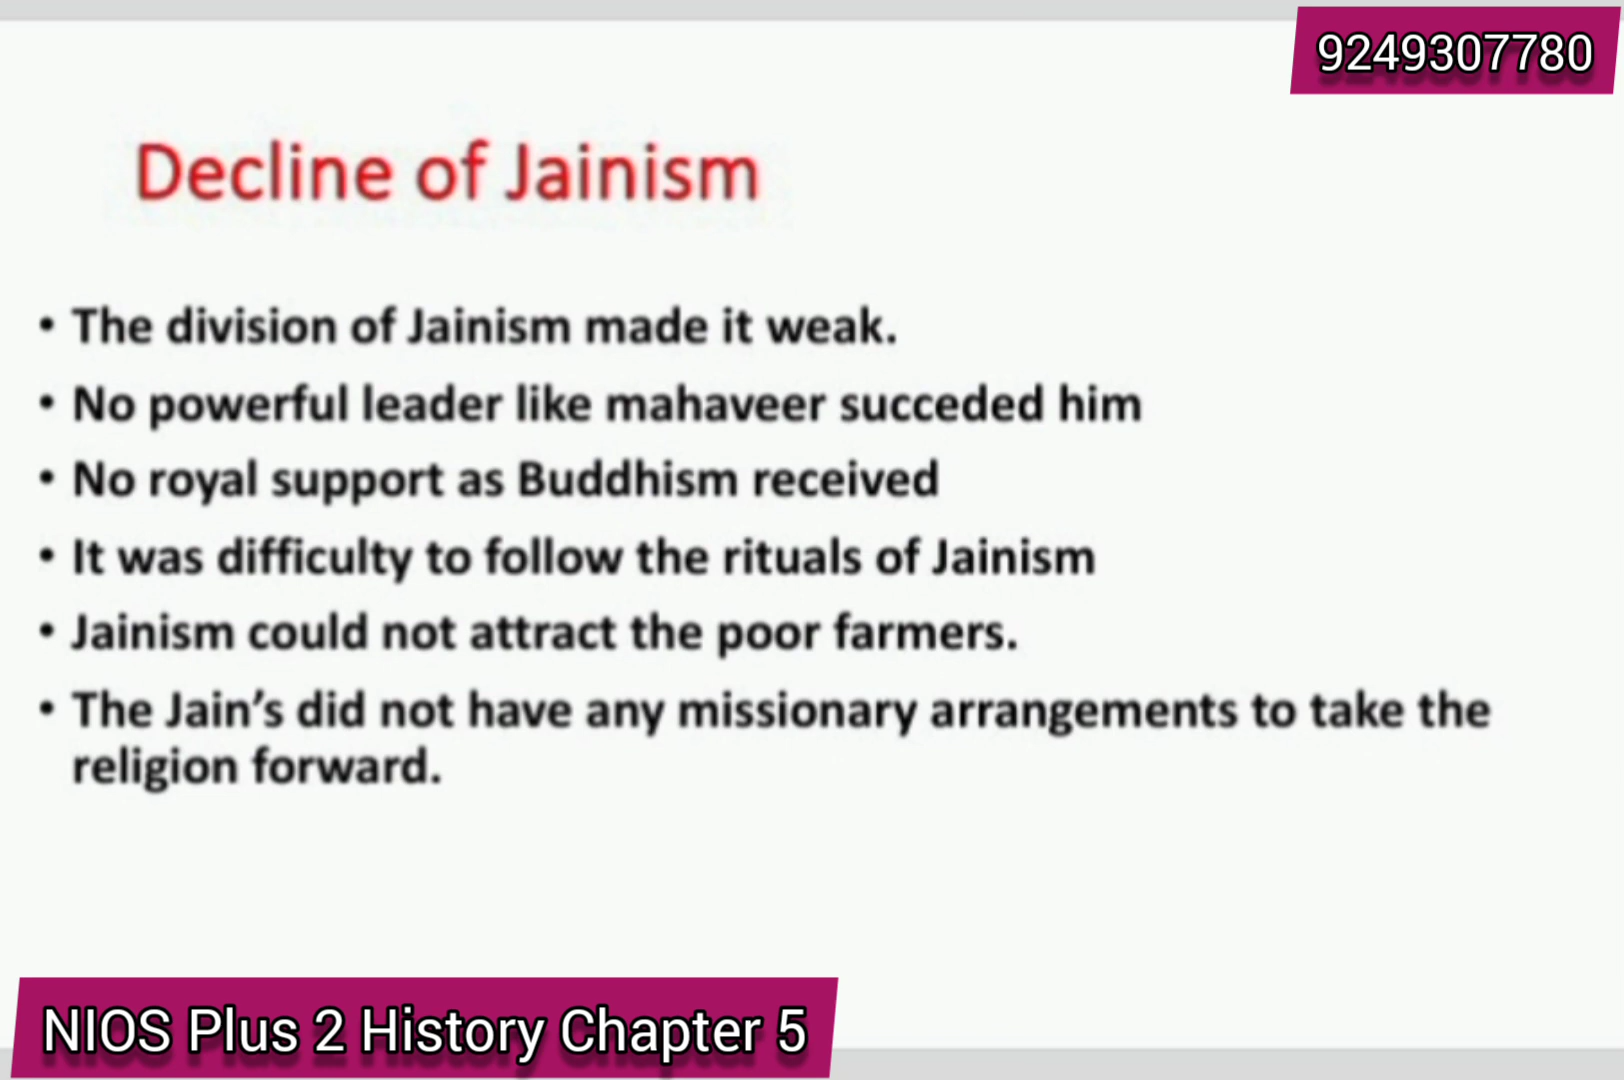 9249307780
Decline of Jainism
• The division of Jainism made it weak.
• No powerful leader like mahaveer succeded him
• No royal support as Buddhism received
• It was difficulty to follow the rituals of Jainism
• Jainism could not attract the poor farmers.
• The Jain’s did not have any missionary arrangements to take the
religion forward.
NIOS Plus 2 History Chapter 5